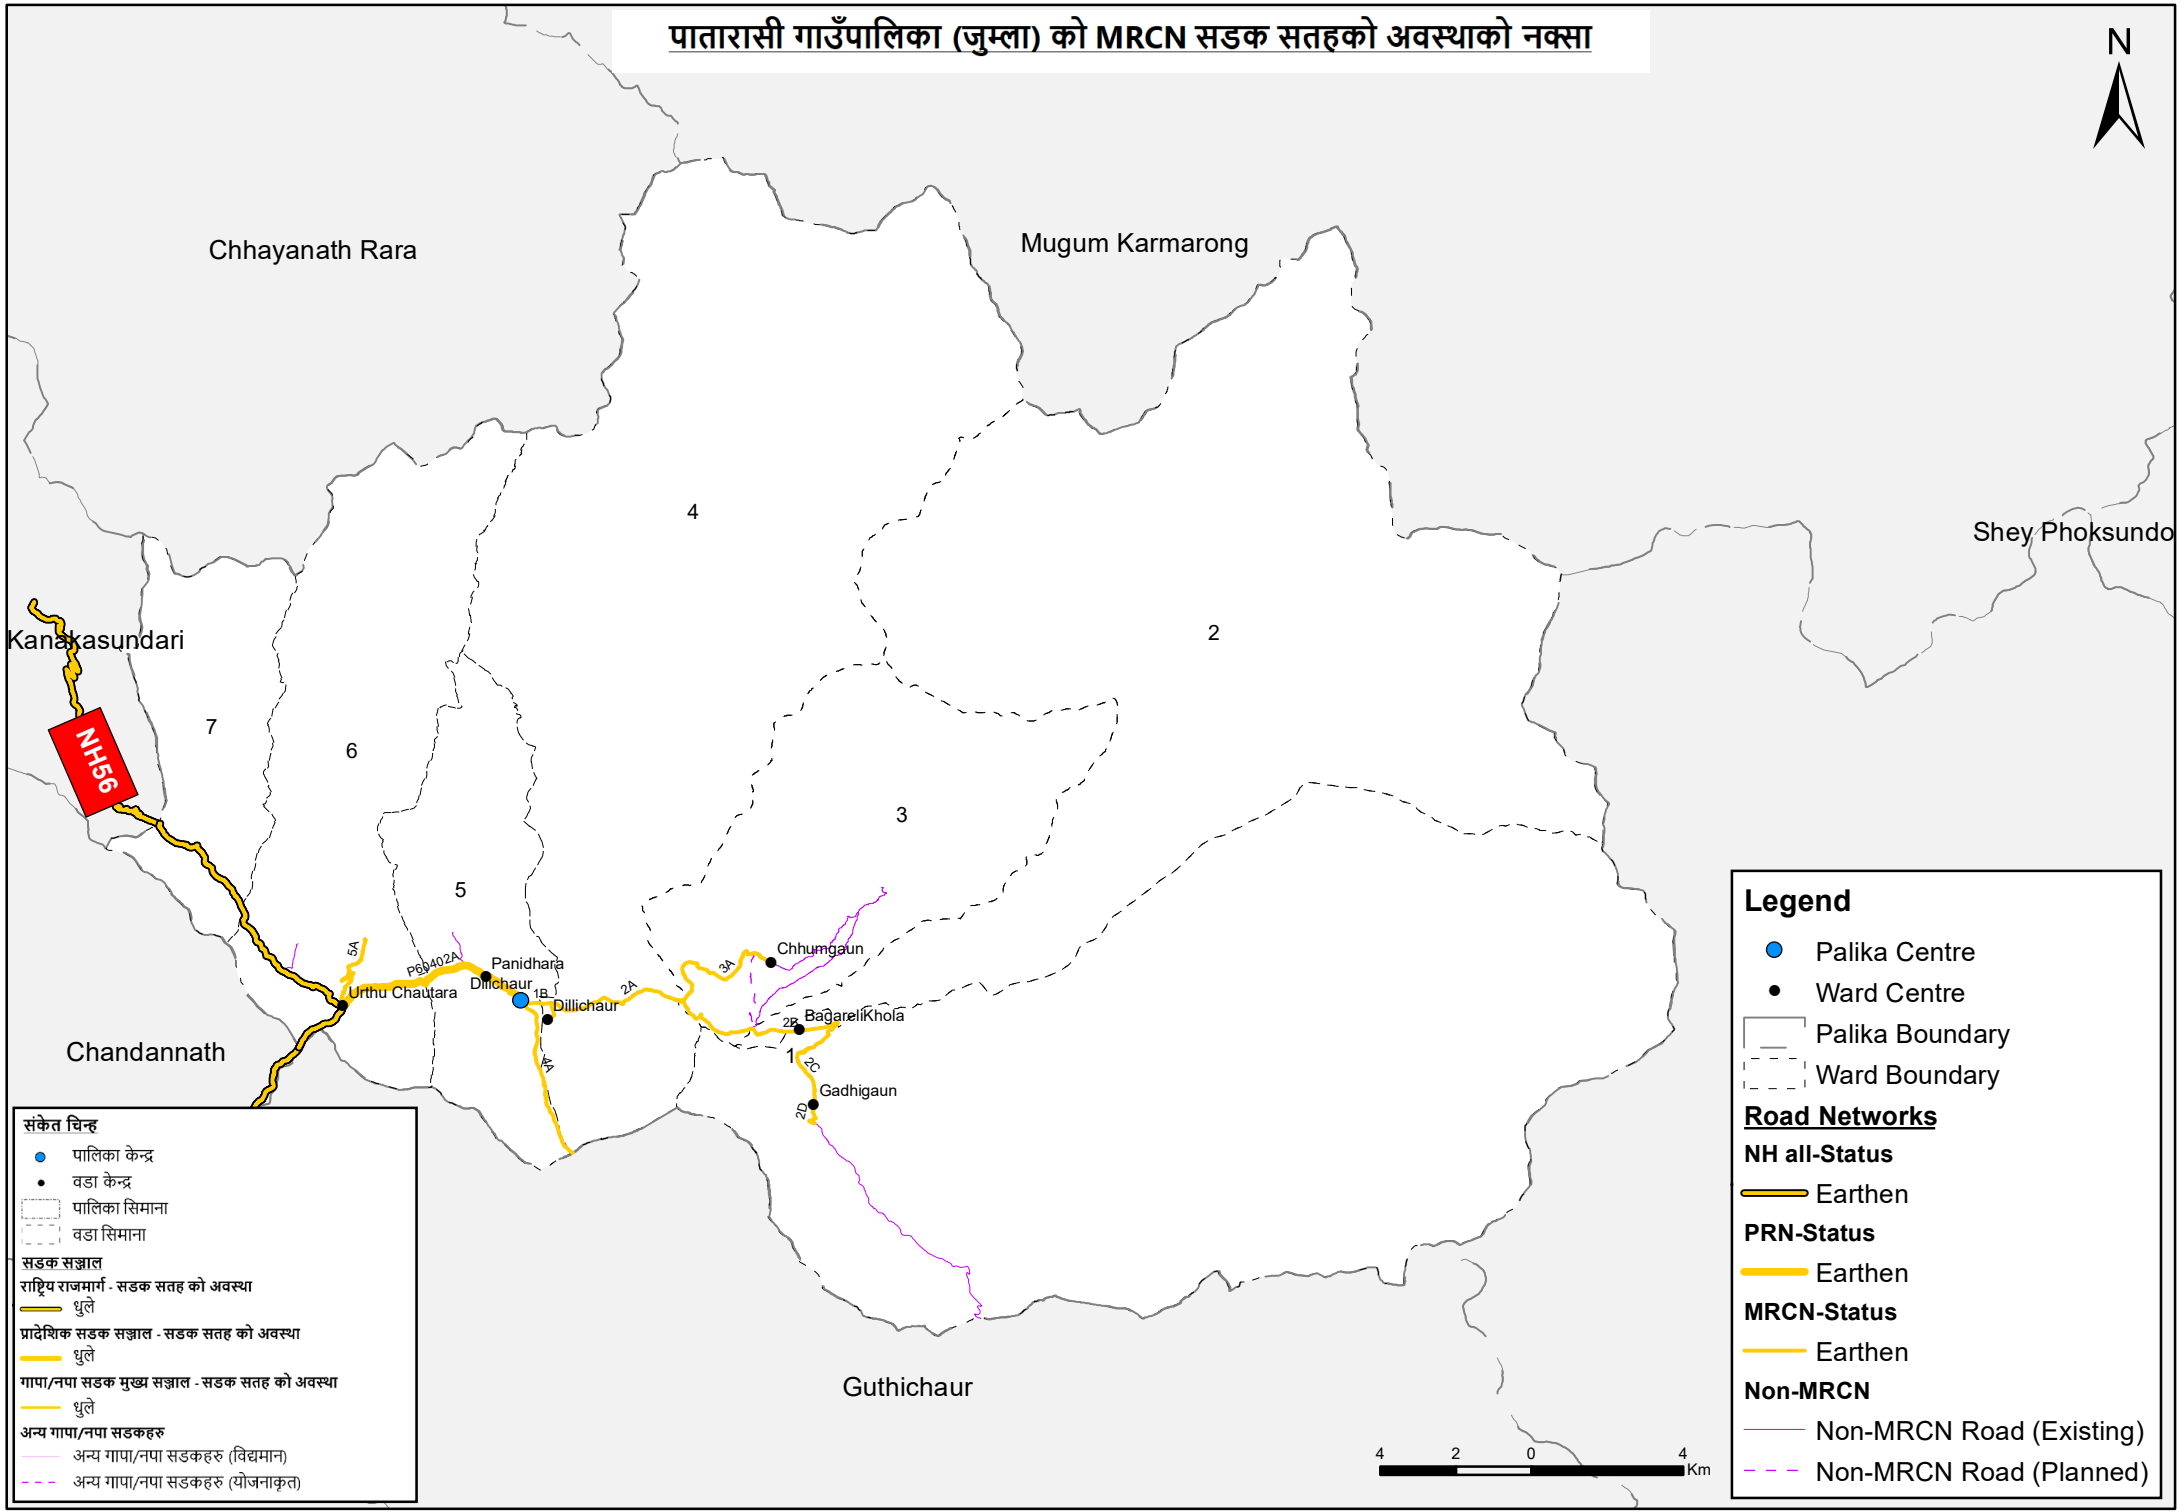 पातारासी गाउँपालिका (जुम्ला) को MRCN सडक सतहको अवस्थाको नक्सा
N
Chhayanath Rara
Mugum Karmarong
4
Shey Phoksundo
2
Kanakasundari
7
6
NH56
3
5
Chhumgaun
5A
P60402A
3A
Panidhara
Dillichaur
Urthu Chautara
1B
2A
Dillichaur
2B
BagareliKhola
Chandannath
1
2C
4A
Gadhigaun
2D
Guthichaur
संकेत चिन्ह
पालिका केन्द्र
वडा केन्द्र
पालिका सिमाना
वडा सिमाना
सडक सञ्जाल
राष्ट्रिय राजमार्ग - सडक सतह को अवस्था
धुले
प्रादेशिक सडक सञ्जाल - सडक सतह को अवस्था
धुले
गापा/नपा सडक मुख्य सञ्जाल - सडक सतह को अवस्था
धुले
अन्य गापा/नपा सडकहरु
अन्य गापा/नपा सडकहरु (विद्यमान)
अन्य गापा/नपा सडकहरु (योजनाकृत)
Legend
Palika Centre
Ward Centre
Palika Boundary
Ward Boundary
Road Networks
NH all-Status
Earthen
PRN-Status
Earthen
MRCN-Status
Earthen
Non-MRCN
Non-MRCN Road (Existing)
Non-MRCN Road (Planned)
4 2 0 4
Km